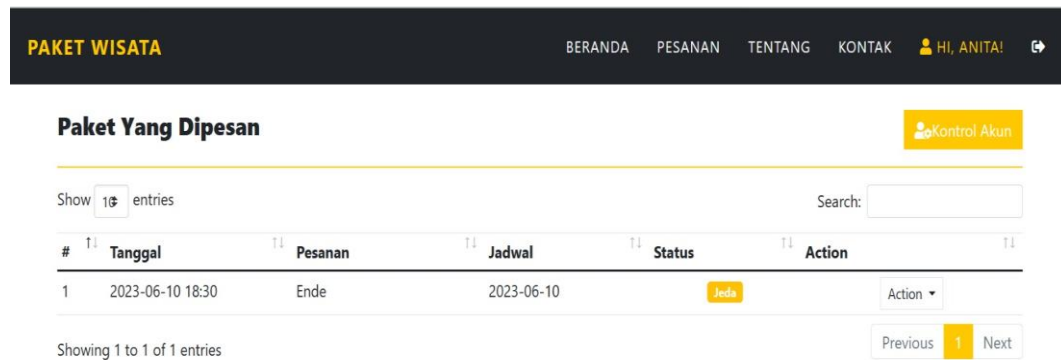 PAKET WISATA BERANDA PESANAN TENTANG KONTAK HI, ANITA!
Paket Yang Dipesan Kontrol Akun
Show 10 entries Search:
# Tanggal Pesanan Jadwal Status Action
1 2023-06-10 18:30 Ende 2023-06-10 Jeda Action
Showing 1 to 1 of 1 entries Previous 1 Next